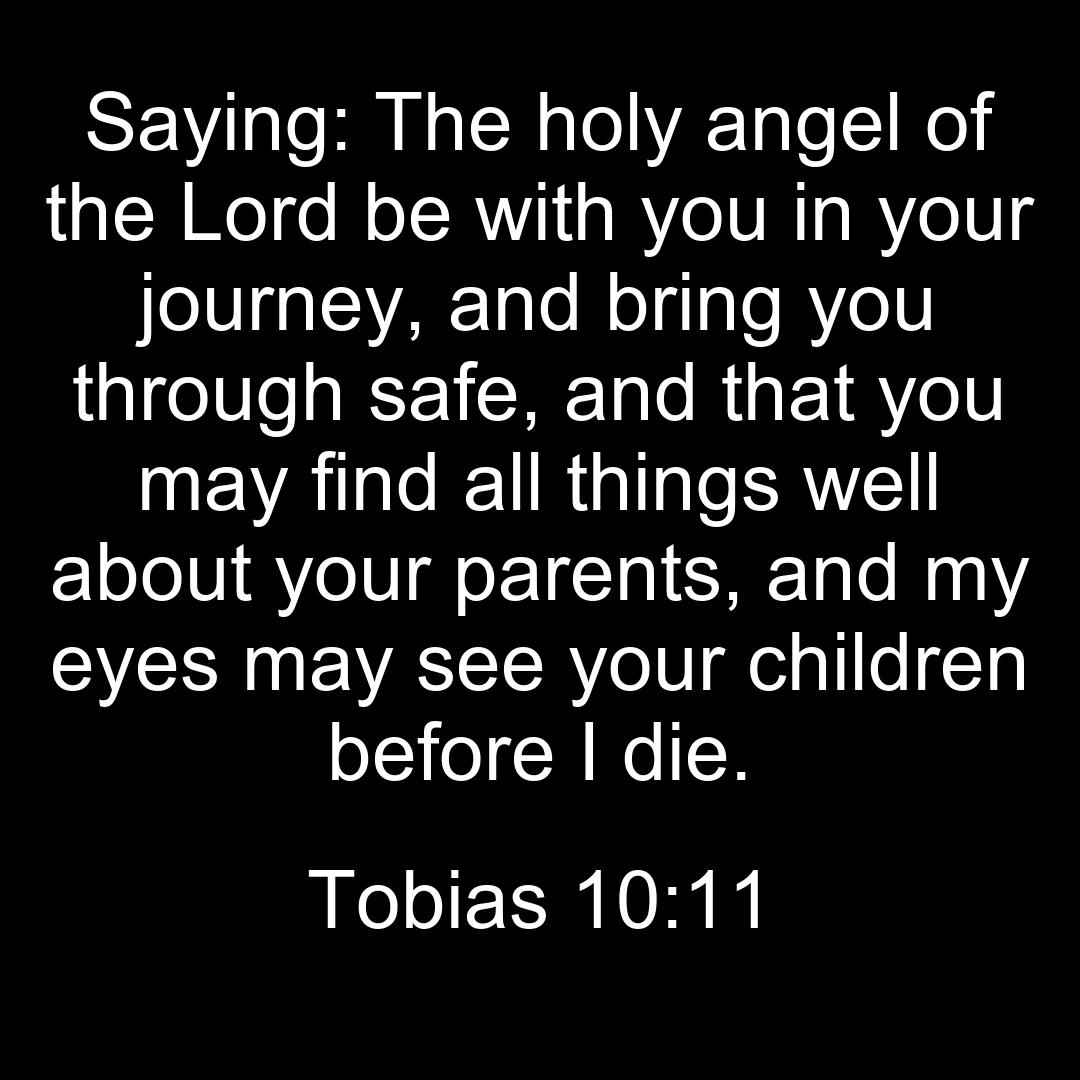 Saying: The holy angel of
the Lord be with you in your
journey, and bring you
through safe, and that you
may find all things well
about your parents, and my
eyes may see your children
before I die.
Tobias 10:11